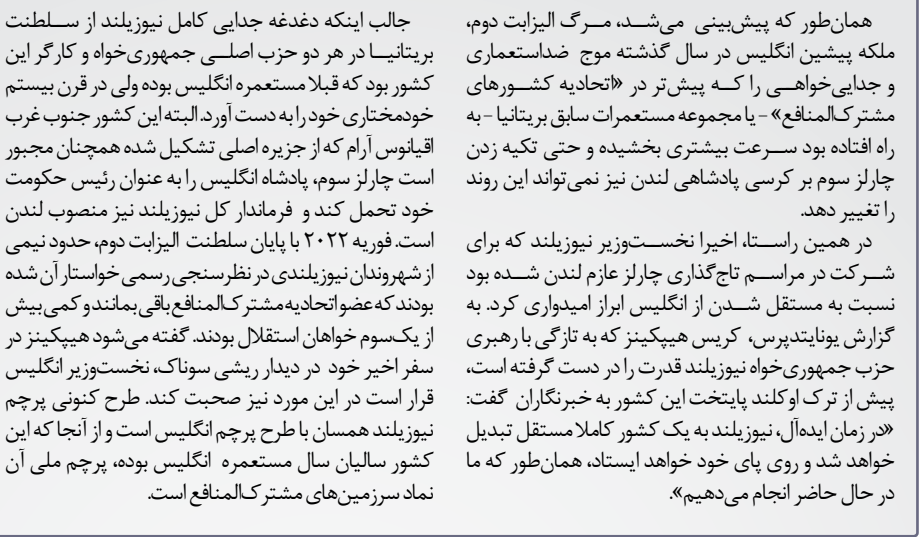 همان‌طور که پیش‌بینی می‌شد، مرگ الیزابت دوم،
ملکه پیشین انگلیس در سال گذشته موج ضداستعماری
و جدایی‌خواهی را که پیش‌تر در «اتحادیه کشورهای
مشترک‌المنافع» - یا مجموعه مستعمرات سابق بریتانیا - به
راه افتاده بود سرعت بیشتری بخشیده و حتی تکیه زدن
چارلز سوم بر کرسی پادشاهی لندن نیز نمی‌تواند این روند
را تغییر دهد.
در همین راستا، اخیرا نخست‌وزیر نیوزیلند که برای
شرکت در مراسم تاج‌گذاری چارلز عازم لندن شده بود
نسبت به مستقل شدن از انگلیس ابراز امیدواری کرد. به
گزارش یونایتدپرس، کریس هیپکینز که به تازگی با رهبری
حزب جمهوری‌خواه نیوزیلند قدرت را در دست گرفته است،
پیش از ترک اوکلند پایتخت این کشور به خبرنگاران گفت:
«در زمان ایده‌آل، نیوزیلند به یک کشور کاملا مستقل تبدیل
خواهد شد و روی پای خود خواهد ایستاد، همان‌طور که ما
در حال حاضر انجام می‌دهیم».
جالب اینکه دغدغه جدایی کامل نیوزیلند از سلطنت
بریتانیا در هر دو حزب اصلی جمهوری‌خواه و کارگر این
کشور بود که قبلا مستعمره انگلیس بوده ولی در قرن بیستم
خودمختاری خود را به دست آورد. البته این کشور جنوب غرب
اقیانوس آرام که از جزیره اصلی تشکیل شده همچنان مجبور
است چارلز سوم، پادشاه انگلیس را به عنوان رئیس حکومت
خود تحمل کند و فرماندار کل نیوزیلند نیز منصوب لندن
است. فوریه ۲۰۲۲ با پایان سلطنت الیزابت دوم، حدود نیمی
از شهروندان نیوزیلندی در نظرسنجی رسمی خواستار آن شده
بودند که عضو اتحادیه مشترک‌المنافع باقی بمانند و کمی بیش
از یک‌سوم خواهان استقلال بودند. گفته می‌شود هیپکینز در
سفر اخیر خود در دیدار ریشی سوناک، نخست‌وزیر انگلیس
قرار است در این مورد نیز صحبت کند. طرح کنونی پرچم
نیوزیلند همسان با طرح پرچم انگلیس است و از آنجا که این
کشور سالیان سال مستعمره انگلیس بوده، پرچم ملی آن
نماد سرزمین‌های مشترک‌المنافع است.